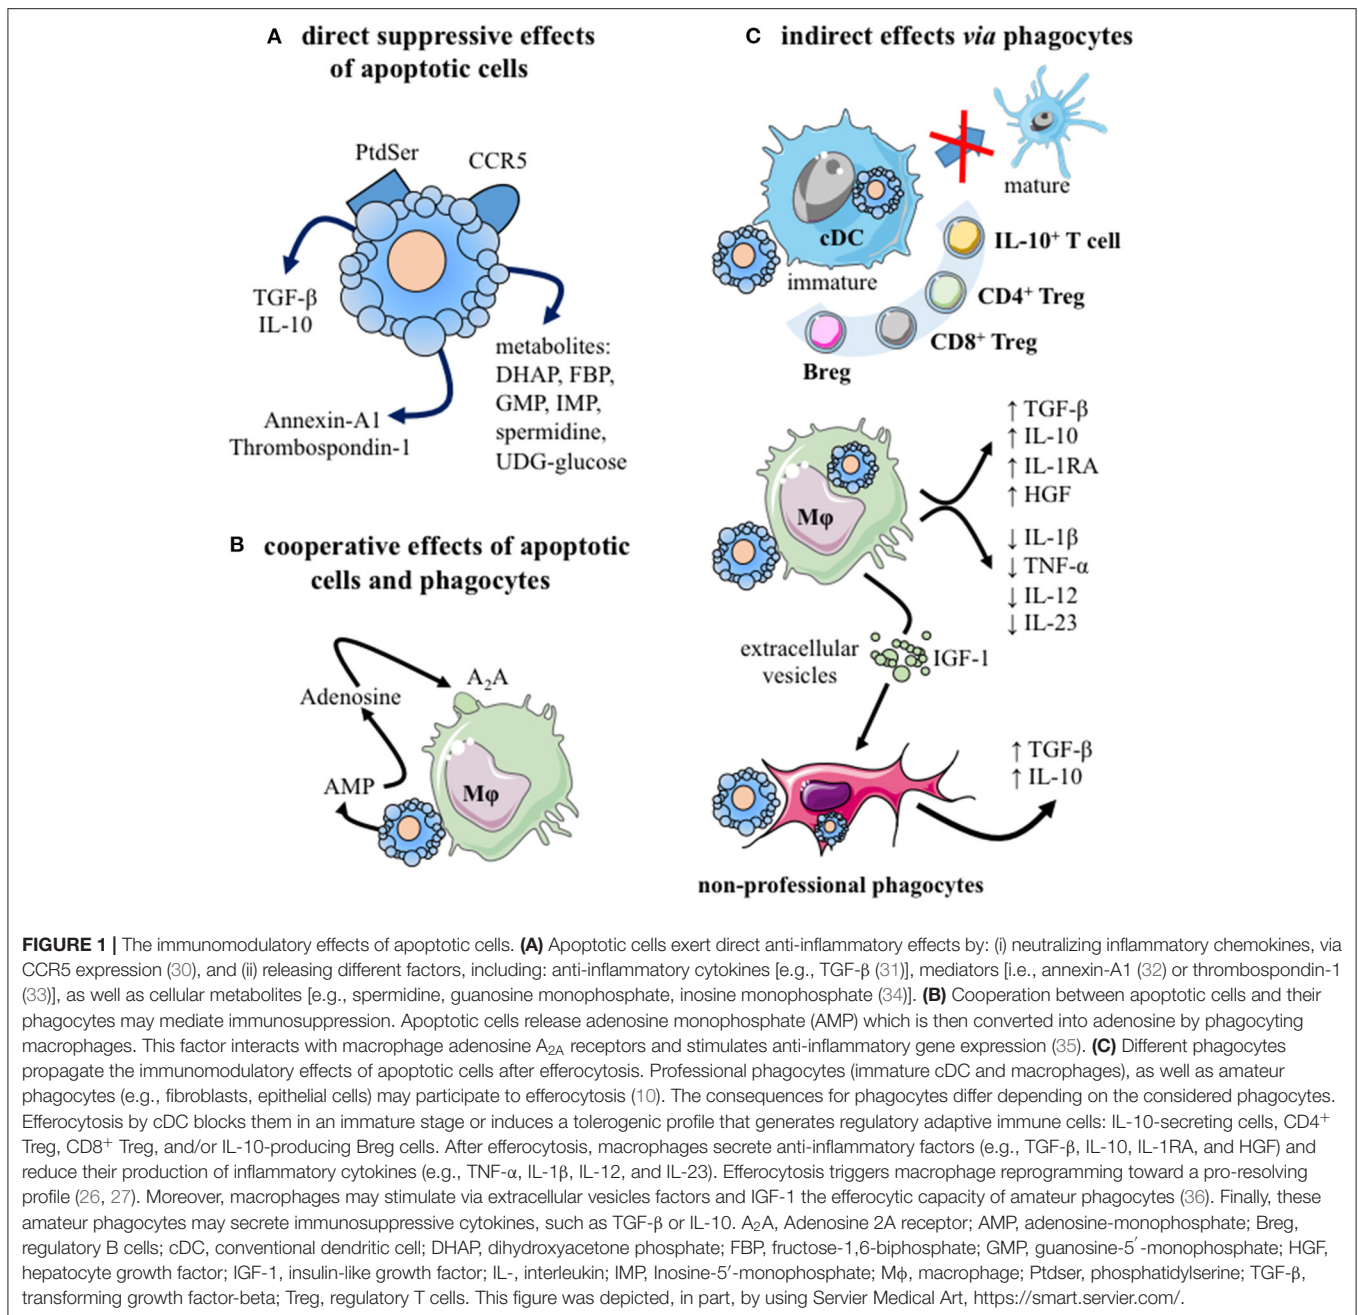 A direct suppressive effects
of apoptotic cells
PtdSer
CCR5
TGF-β
IL-10
Annexin-A1
Thrombospondin-1
metabolites:
DHAP, FBP,
GMP, IMP,
spermidine,
UDG-glucose
B cooperative effects of apoptotic
cells and phagocytes
A₂A
Adenosine
AMP
Mφ
C indirect effects via phagocytes
mature
cDC
immature
IL-10⁺ T cell
CD4⁺ Treg
CD8⁺ Treg
Breg
Mφ
↑ TGF-β
↑ IL-10
↑ IL-1RA
↑ HGF
↓ IL-1β
↓ TNF-α
↓ IL-12
↓ IL-23
extracellular
vesicles
IGF-1
↑ TGF-β
↑ IL-10
non-professional phagocytes
FIGURE 1 | The immunomodulatory effects of apoptotic cells. (A) Apoptotic cells exert direct anti-inflammatory effects by: (i) neutralizing inflammatory chemokines, via
CCR5 expression (30), and (ii) releasing different factors, including: anti-inflammatory cytokines [e.g., TGF-β (31)], mediators [i.e., annexin-A1 (32) or thrombospondin-1
(33)], as well as cellular metabolites [e.g., spermidine, guanosine monophosphate, inosine monophosphate (34)]. (B) Cooperation between apoptotic cells and their
phagocytes may mediate immunosuppression. Apoptotic cells release adenosine monophosphate (AMP) which is then converted into adenosine by phagocyting
macrophages. This factor interacts with macrophage adenosine A₂A receptors and stimulates anti-inflammatory gene expression (35). (C) Different phagocytes
propagate the immunomodulatory effects of apoptotic cells after efferocytosis. Professional phagocytes (immature cDC and macrophages), as well as amateur
phagocytes (e.g., fibroblasts, epithelial cells) may participate to efferocytosis (10). The consequences for phagocytes differ depending on the considered phagocytes.
Efferocytosis by cDC blocks them in an immature stage or induces a tolerogenic profile that generates regulatory adaptive immune cells: IL-10-secreting cells, CD4⁺
Treg, CD8⁺ Treg, and/or IL-10-producing Breg cells. After efferocytosis, macrophages secrete anti-inflammatory factors (e.g., TGF-β, IL-10, IL-1RA, and HGF) and
reduce their production of inflammatory cytokines (e.g., TNF-α, IL-1β, IL-12, and IL-23). Efferocytosis triggers macrophage reprogramming toward a pro-resolving
profile (26, 27). Moreover, macrophages may stimulate via extracellular vesicles factors and IGF-1 the efferocytic capacity of amateur phagocytes (36). Finally, these
amateur phagocytes may secrete immunosuppressive cytokines, such as TGF-β or IL-10. A₂A, Adenosine 2A receptor; AMP, adenosine-monophosphate; Breg,
regulatory B cells; cDC, conventional dendritic cell; DHAP, dihydroxyacetone phosphate; FBP, fructose-1,6-biphosphate; GMP, guanosine-5′-monophosphate; HGF,
hepatocyte growth factor; IGF-1, insulin-like growth factor; IL-, interleukin; IMP, Inosine-5′-monophosphate; Mϕ, macrophage; Ptdser, phosphatidylserine; TGF-β,
transforming growth factor-beta; Treg, regulatory T cells. This figure was depicted, in part, by using Servier Medical Art, https://smart.servier.com/.